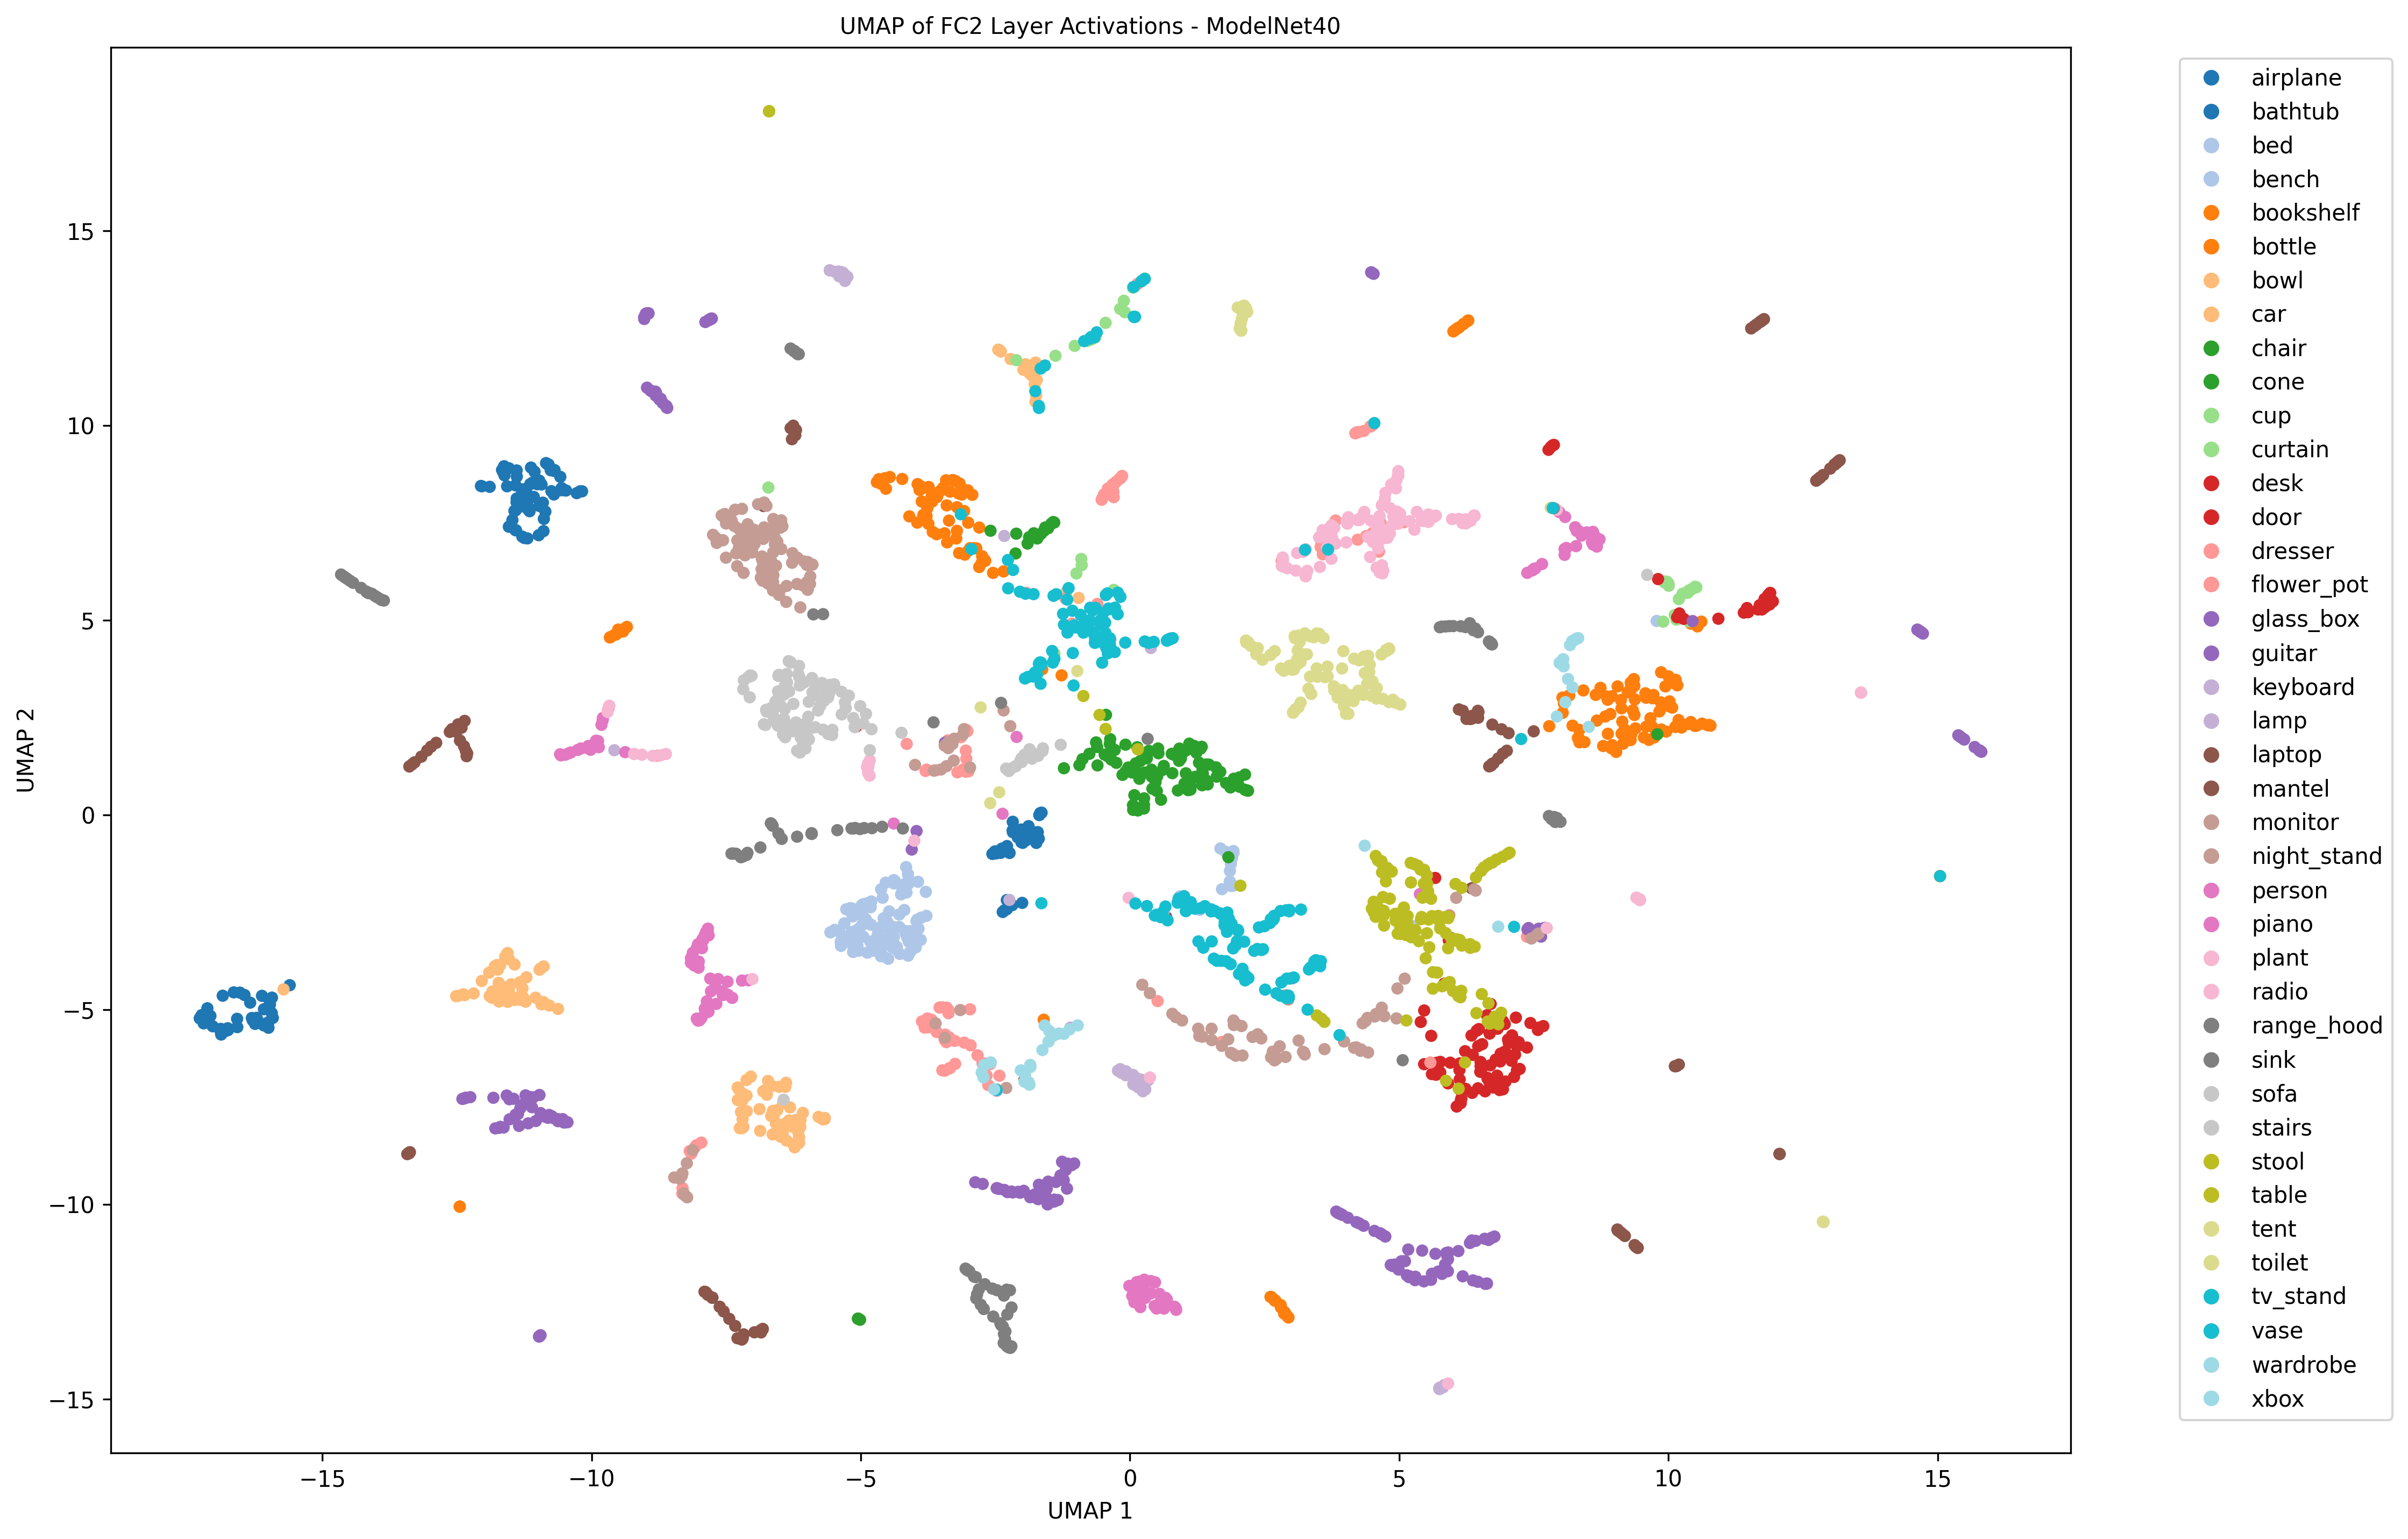 UMAP of FC2 Layer Activations - ModelNet40
15
10
5
0
−5
−10
−15
UMAP 2
−15
−10
−5
0
5
10
15
UMAP 1
airplane
bathtub
bed
bench
bookshelf
bottle
bowl
car
chair
cone
cup
curtain
desk
door
dresser
flower_pot
glass_box
guitar
keyboard
lamp
laptop
mantel
monitor
night_stand
person
piano
plant
radio
range_hood
sink
sofa
stairs
stool
table
tent
toilet
tv_stand
vase
wardrobe
xbox